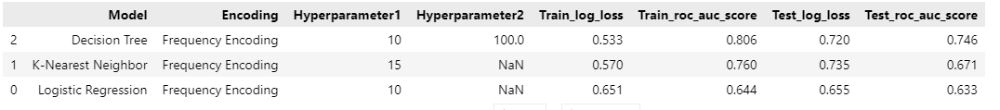 Model Encoding Hyperparameter1 Hyperparameter2 Train_log_loss Train_roc_auc_score Test_log_loss Test_roc_auc_score
2 Decision Tree Frequency Encoding 10 100.0 0.533 0.806 0.720 0.746
1 K-Nearest Neighbor Frequency Encoding 15 NaN 0.570 0.760 0.735 0.671
0 Logistic Regression Frequency Encoding 10 NaN 0.651 0.644 0.655 0.633